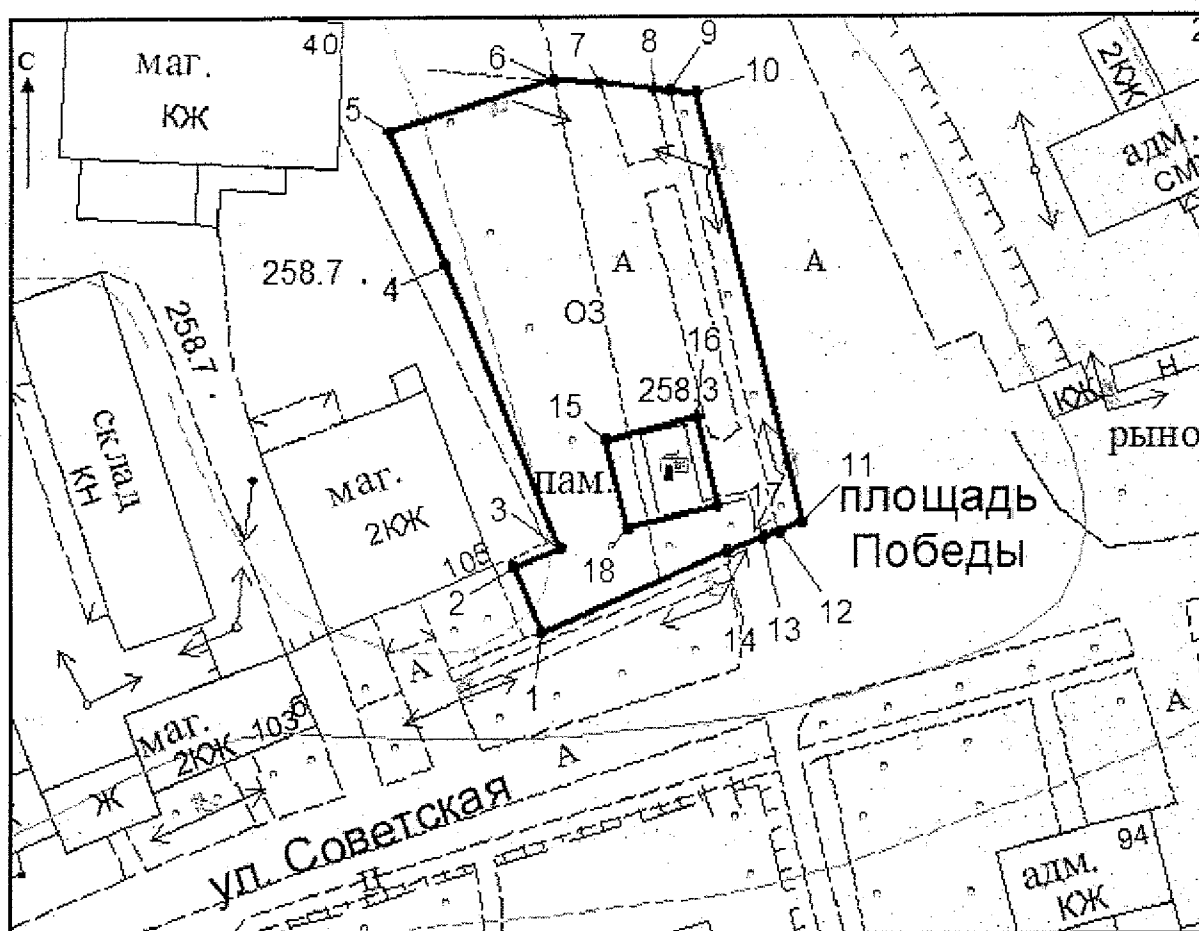 с
маг.
КЖ
40
6
7
8
9
10
2КЖ
5
адм.
258.7 .
4
А
А
О3
258.7 .
16
258.3
15
КЖ
Н
рыно
склад
КН
маг.
2КЖ
пам.
3
17
11
площадь
Победы
105
2
18
1
14
13
12
А
маг.
2КЖ
103б
Ж
А
А
ул. Советская
П
адм.
КЖ
94